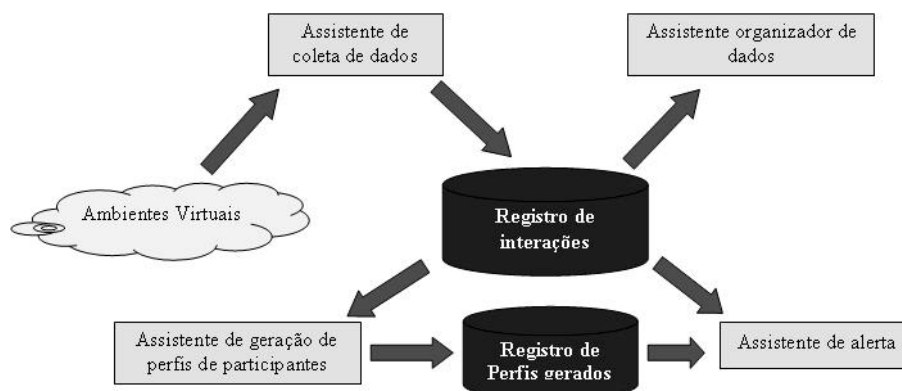 Assistente de
coleta de dados
Assistente organizador de
dados
Ambientes Virtuais
Registro de
interações
Assistente de geração de
perfis de participantes
Registro de
Perfis gerados
Assistente de alerta